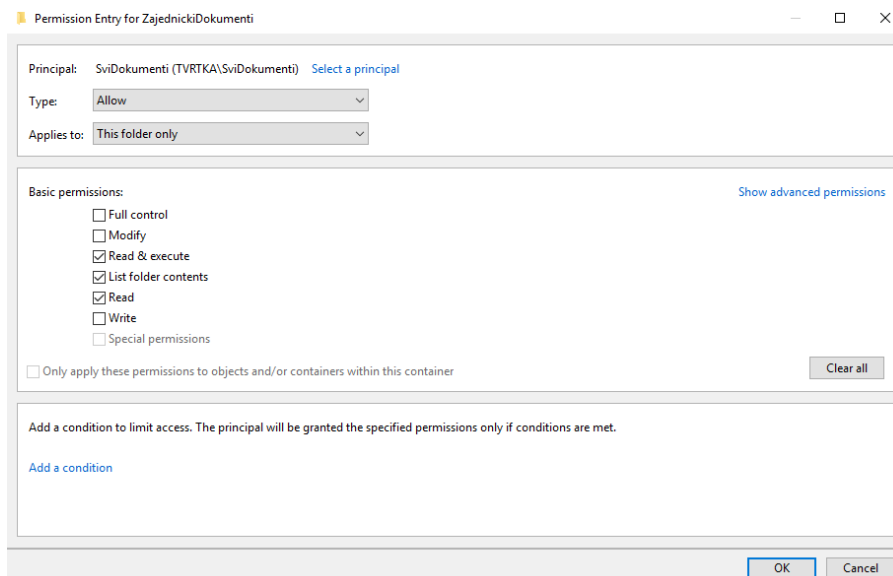 Permission Entry for ZajednickiDokumenti
Principal: SviDokumenti (TVRTKA\SviDokumenti) Select a principal
Type: Allow
Applies to: This folder only
Basic permissions: Show advanced permissions
Full control
Modify
Read & execute
List folder contents
Read
Write
Special permissions
Only apply these permissions to objects and/or containers within this container Clear all
Add a condition to limit access. The principal will be granted the specified permissions only if conditions are met.
Add a condition
OK Cancel